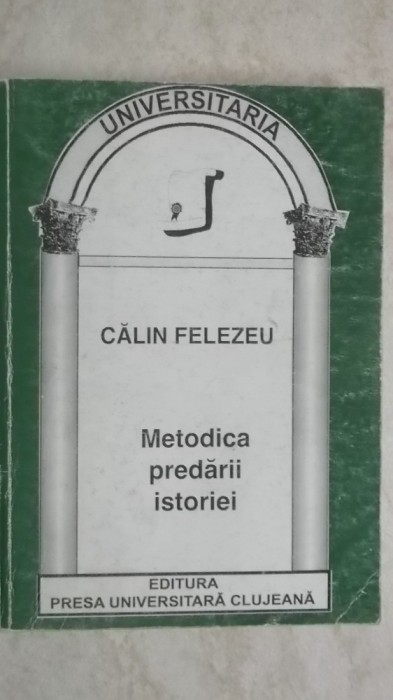 UNIVERSITARIA
CĂLIN FELEZEU
Metodica
predării
istoriei
EDITURA
PRESA UNIVERSITARĂ CLUJEANĂ